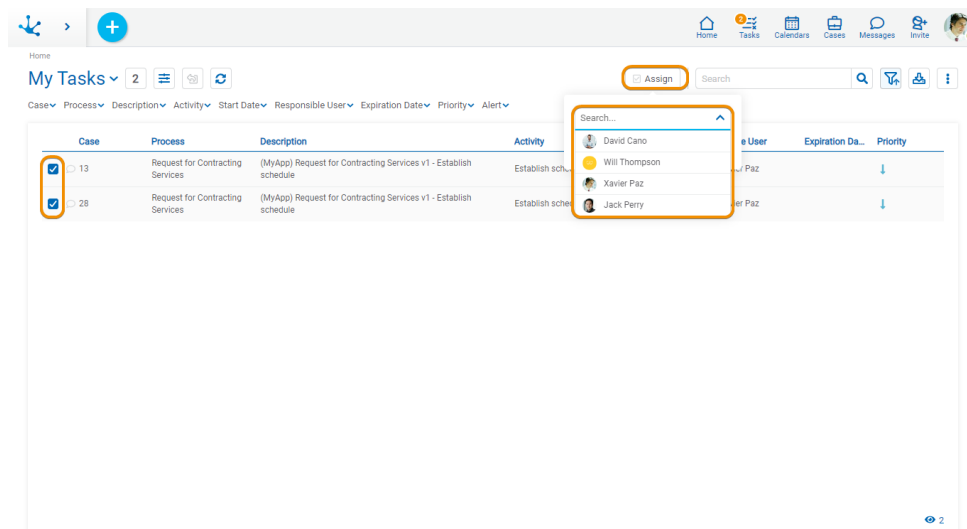 2
Home Tasks Calendars Cases Messages Invite
Home
My Tasks 2 Assign Search
Case Process Description Activity Start Date Responsible User Expiration Date Priority Alert
Search...
David Cano
Will Thompson
Xavier Paz
Jack Perry
Case Process Description Activity e User Expiration Da... Priority
13 Request for Contracting Services (MyApp) Request for Contracting Services v1 - Establish schedule Establish sche Paz
28 Request for Contracting Services (MyApp) Request for Contracting Services v1 - Establish schedule Establish sche ier Paz
2